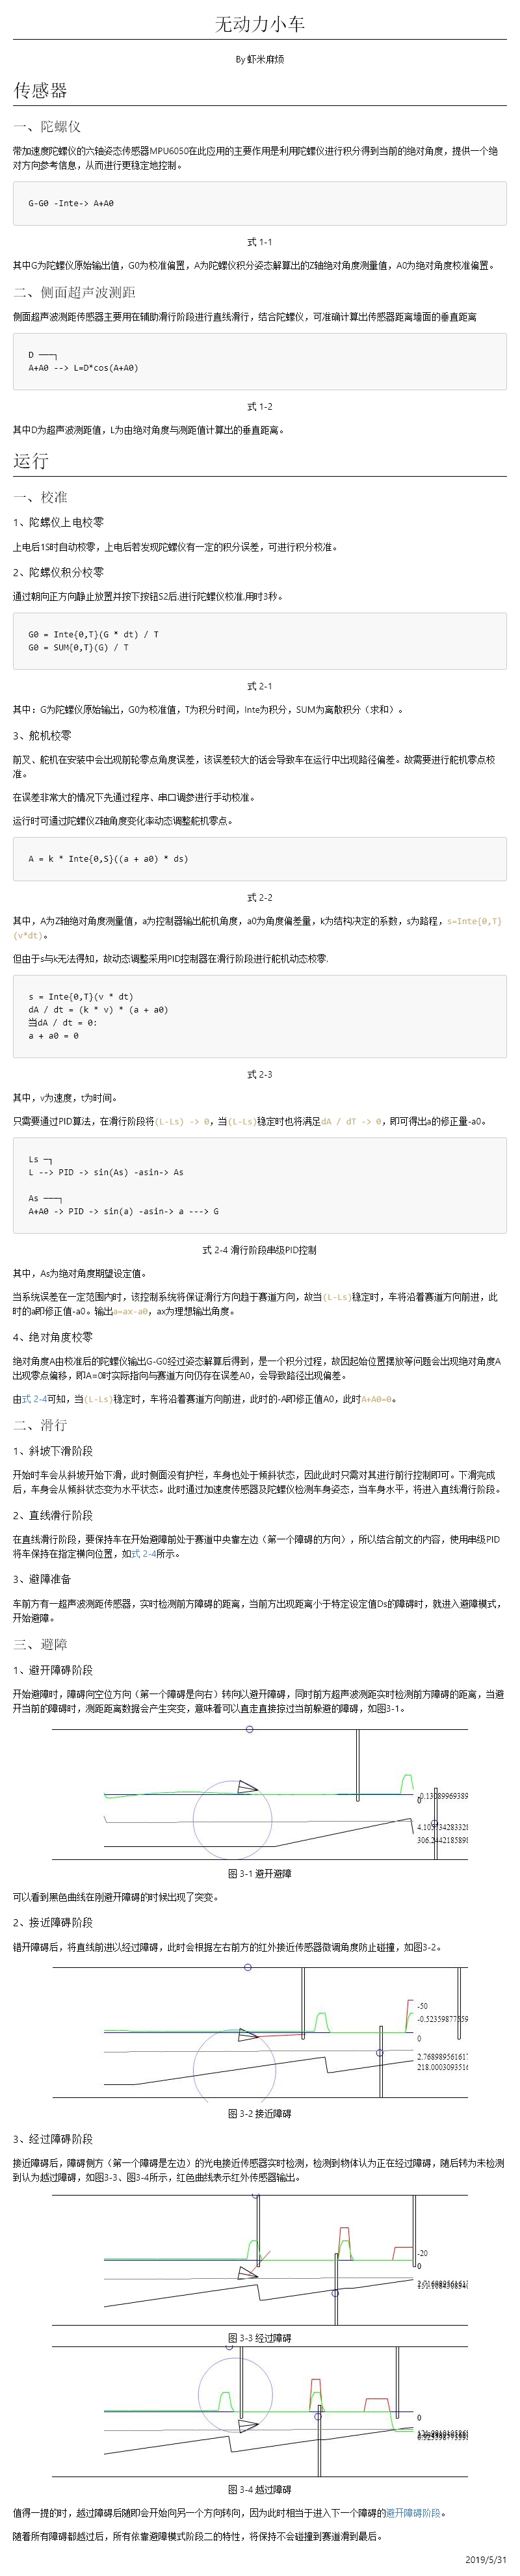 无动力小车
By 虾米麻烦
传感器
一、陀螺仪
带加速度陀螺仪的六轴姿态传感器MPU6050在此应用的主要作用是利用陀螺仪进行积分得到当前的绝对角度，提供一个绝
对方向参考信息，从而进行更稳定地控制。
G-G0 -Inte-> A+A0
式 1-1
其中G为陀螺仪原始输出值，G0为校准偏置，A为陀螺仪积分姿态解算出的Z轴绝对角度测量值，A0为绝对角度校准偏置。
二、侧面超声波测距
侧面超声波测距传感器主要用在辅助滑行阶段进行直线滑行，结合陀螺仪，可准确计算出传感器距离墙面的垂直距离
D ───┐
A+A0 --> L=D*cos(A+A0)
式 1-2
其中D为超声波测距值，L为由绝对角度与测距值计算出的垂直距离。
运行
一、校准
1、陀螺仪上电校零
上电后1S时自动校零，上电后若发现陀螺仪有一定的积分误差，可进行积分校准。
2、陀螺仪积分校零
通过朝向正方向静止放置并按下按钮S2后,进行陀螺仪校准,用时3秒。
G0 = Inte{0,T}(G * dt) / T
G0 = SUM{0,T}(G) / T
式 2-1
其中：G为陀螺仪原始输出，G0为校准值，T为积分时间，Inte为积分，SUM为离散积分（求和）。
3、舵机校零
前叉、舵机在安装中会出现前轮零点角度误差，该误差较大的话会导致车在运行中出现路径偏差。故需要进行舵机零点校
准。
在误差非常大的情况下先通过程序、串口调参进行手动校准。
运行时可通过陀螺仪Z轴角度变化率动态调整舵机零点。
A = k * Inte{0,S}((a + a0) * ds)
式 2-2
其中，A为Z轴绝对角度测量值，a为控制器输出舵机角度，a0为角度偏差量，k为结构决定的系数，s为路程，s=Inte{0,T}
(v*dt)。
但由于s与k无法得知，故动态调整采用PID控制器在滑行阶段进行舵机动态校零.
s = Inte{0,T}(v * dt)
dA / dt = (k * v) * (a + a0)
当dA / dt = 0:
a + a0 = 0
式 2-3
其中，v为速度，t为时间。
只需要通过PID算法，在滑行阶段将(L-Ls) -> 0，当(L-Ls)稳定时也将满足dA / dT -> 0，即可得出a的修正量-a0。
Ls ─┐
L --> PID -> sin(As) -asin-> As
As ───┐
A+A0 -> PID -> sin(a) -asin-> a ---> G
式 2-4 滑行阶段串级PID控制
其中，As为绝对角度期望设定值。
当系统误差在一定范围内时，该控制系统将保证滑行方向趋于赛道方向，故当(L-Ls)稳定时，车将沿着赛道方向前进，此
时的a即修正值-a0。输出a=ax-a0，ax为理想输出角度。
4、绝对角度校零
绝对角度A由校准后的陀螺仪输出G-G0经过姿态解算后得到，是一个积分过程，故因起始位置摆放等问题会出现绝对角度A
出现零点偏移，即A=0时实际指向与赛道方向仍存在误差A0，会导致路径出现偏差。
由式 2-4可知，当(L-Ls)稳定时，车将沿着赛道方向前进，此时的-A即修正值A0，此时A+A0=0。
二、滑行
1、斜坡下滑阶段
开始时车会从斜坡开始下滑，此时侧面没有护栏，车身也处于倾斜状态，因此此时只需对其进行前行控制即可。下滑完成
后，车身会从倾斜状态变为水平状态。此时通过加速度传感器及陀螺仪检测车身姿态，当车身水平，将进入直线滑行阶段。
2、直线滑行阶段
在直线滑行阶段，要保持车在开始避障前处于赛道中央靠左边（第一个障碍的方向），所以结合前文的内容，使用串级PID
将车保持在指定横向位置，如式 2-4所示。
3、避障准备
车前方有一超声波测距传感器，实时检测前方障碍的距离，当前方出现距离小于特定设定值Ds的障碍时，就进入避障模式，
开始避障。
三、避障
1、避开障碍阶段
开始避障时，障碍向空位方向（第一个障碍是向右）转向以避开障碍，同时前方超声波测距实时检测前方障碍的距离，当避
开当前的障碍时，测距距离数据会产生突变，意味着可以直走直接掠过当前躲避的障碍，如图3-1。
0
图 3-1 避开避障
可以看到黑色曲线在刚避开障碍的时候出现了突变。
2、接近障碍阶段
错开障碍后，将直线前进以经过障碍，此时会根据左右前方的红外接近传感器微调角度防止碰撞，如图3-2。
-50
-0.52359877559
0
2.768989561617
218.0003093516
图 3-2 接近障碍
3、经过障碍阶段
接近障碍后，障碍侧方（第一个障碍是左边）的光电接近传感器实时检测，检测到物体认为正在经过障碍，随后转为未检测
到认为越过障碍，如图3-3、图3-4所示，红色曲线表示红外传感器输出。
-20
0
图 3-3 经过障碍
0
图 3-4 越过障碍
值得一提的时，越过障碍后随即会开始向另一个方向转向，因为此时相当于进入下一个障碍的避开障碍阶段。
随着所有障碍都越过后，所有依靠避障模式阶段二的特性，将保持不会碰撞到赛道滑到最后。
2019/5/31